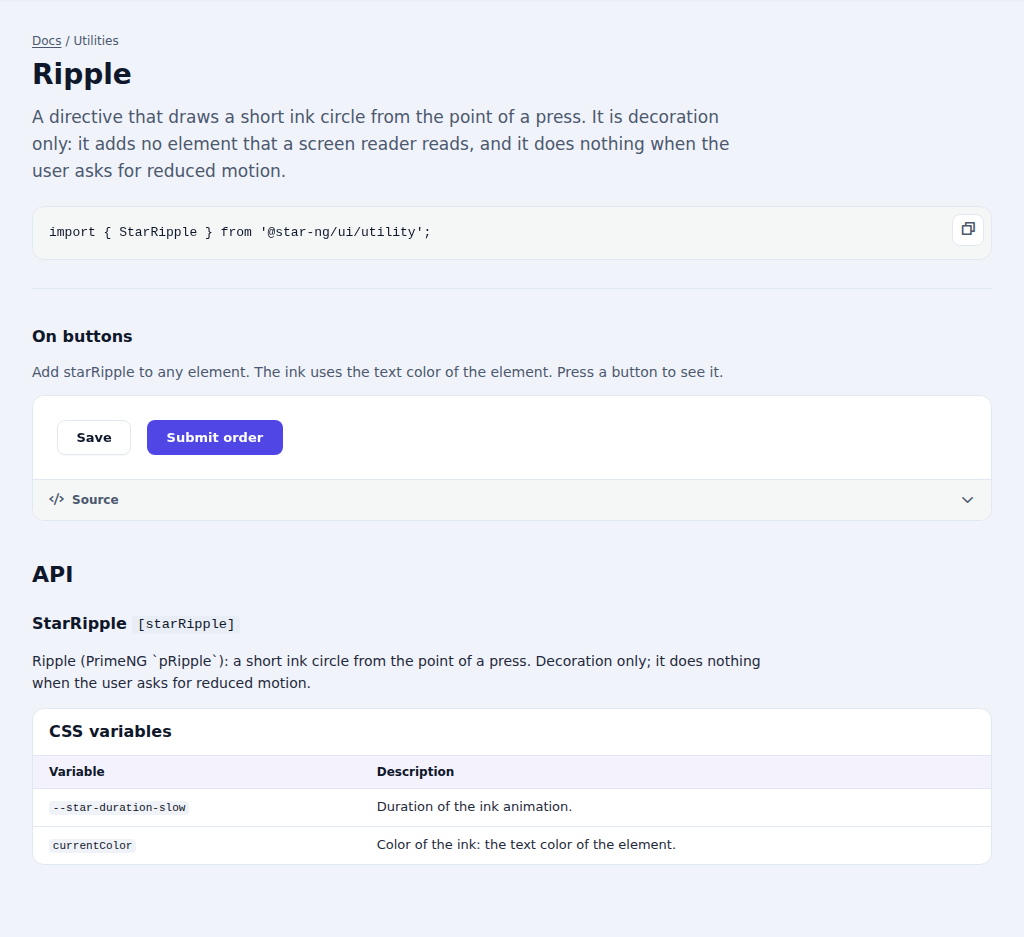 Docs / Utilities
Ripple
A directive that draws a short ink circle from the point of a press. It is decoration
only: it adds no element that a screen reader reads, and it does nothing when the
user asks for reduced motion.
import { StarRipple } from '@star-ng/ui/utility';
On buttons
Add starRipple to any element. The ink uses the text color of the element. Press a button to see it.
Save Submit order
</> Source
API
StarRipple [starRipple]
Ripple (PrimeNG `pRipple`): a short ink circle from the point of a press. Decoration only; it does nothing
when the user asks for reduced motion.
CSS variables
Variable Description
--star-duration-slow Duration of the ink animation.
currentColor Color of the ink: the text color of the element.